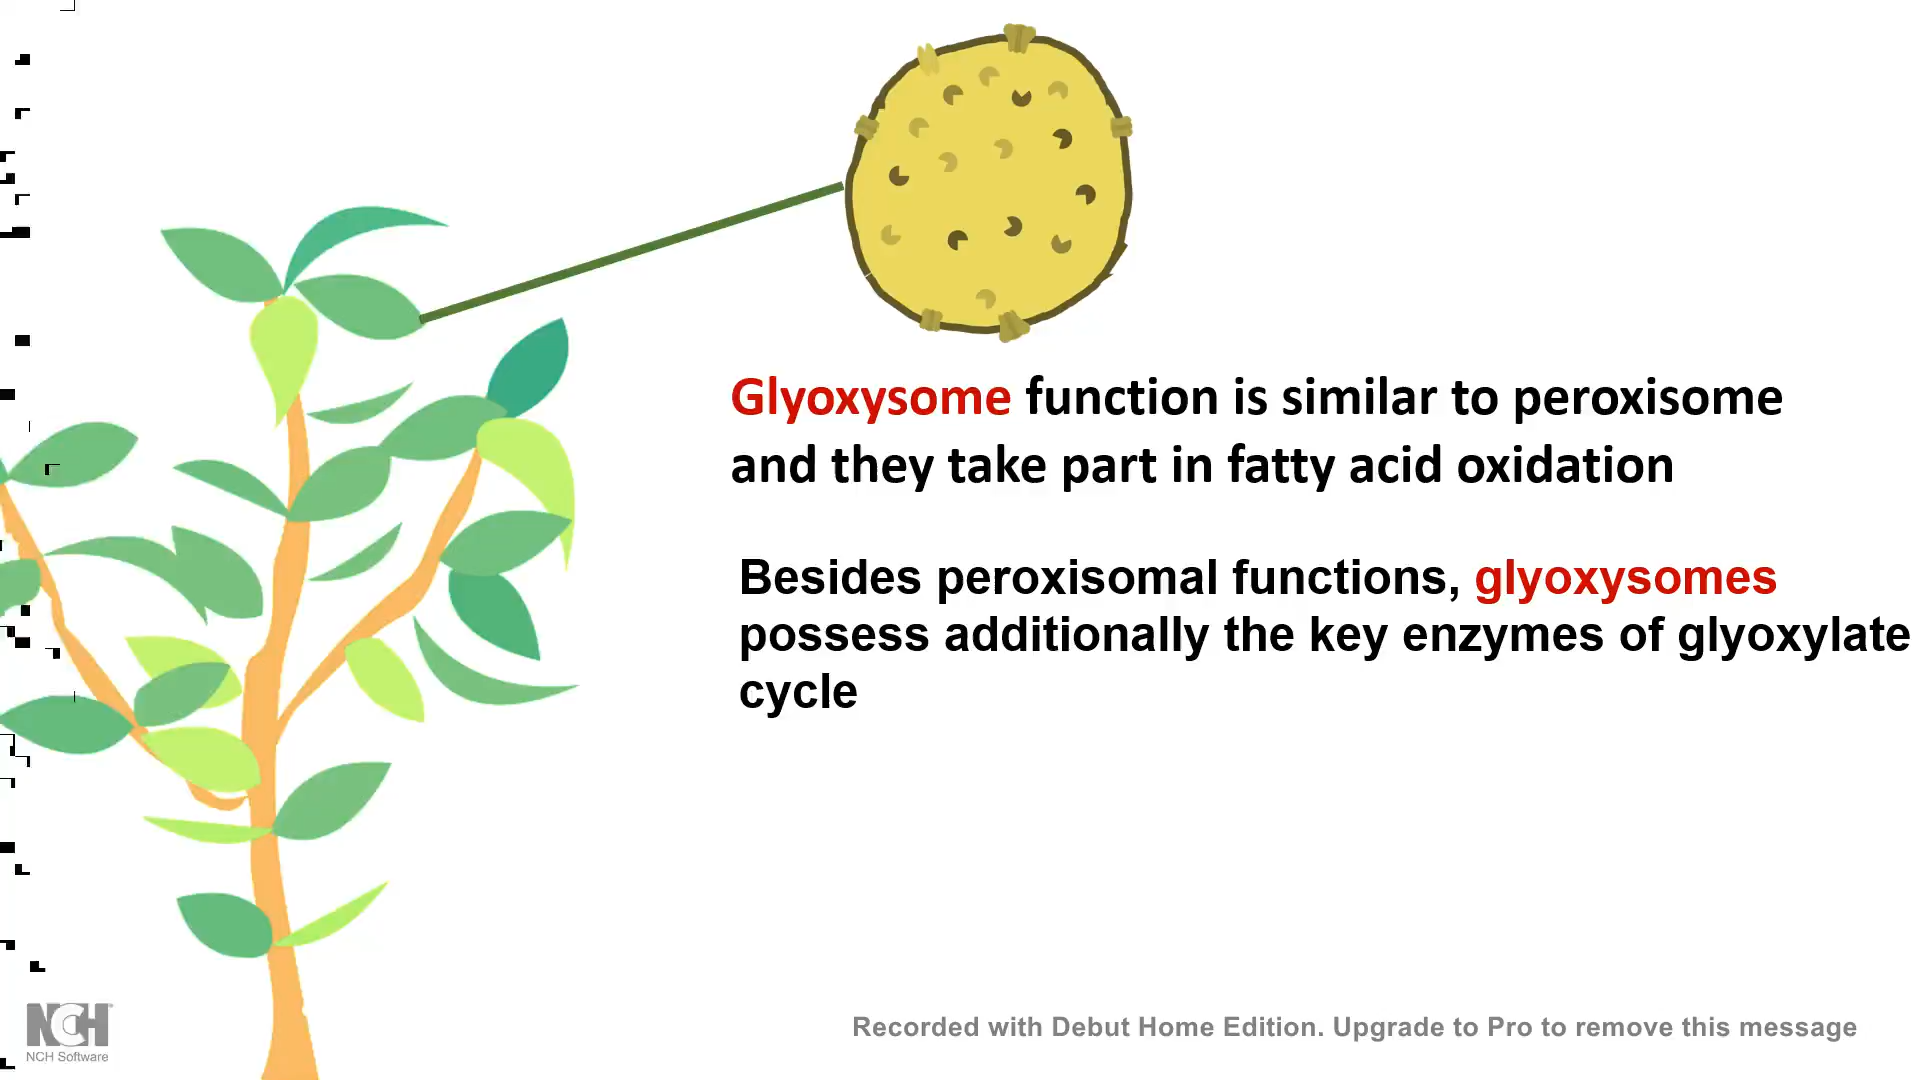 Glyoxysome function is similar to peroxisome
and they take part in fatty acid oxidation
Besides peroxisomal functions, glyoxysomes
possess additionally the key enzymes of glyoxylate
cycle
NCH
NCH Software
Recorded with Debut Home Edition. Upgrade to Pro to remove this message